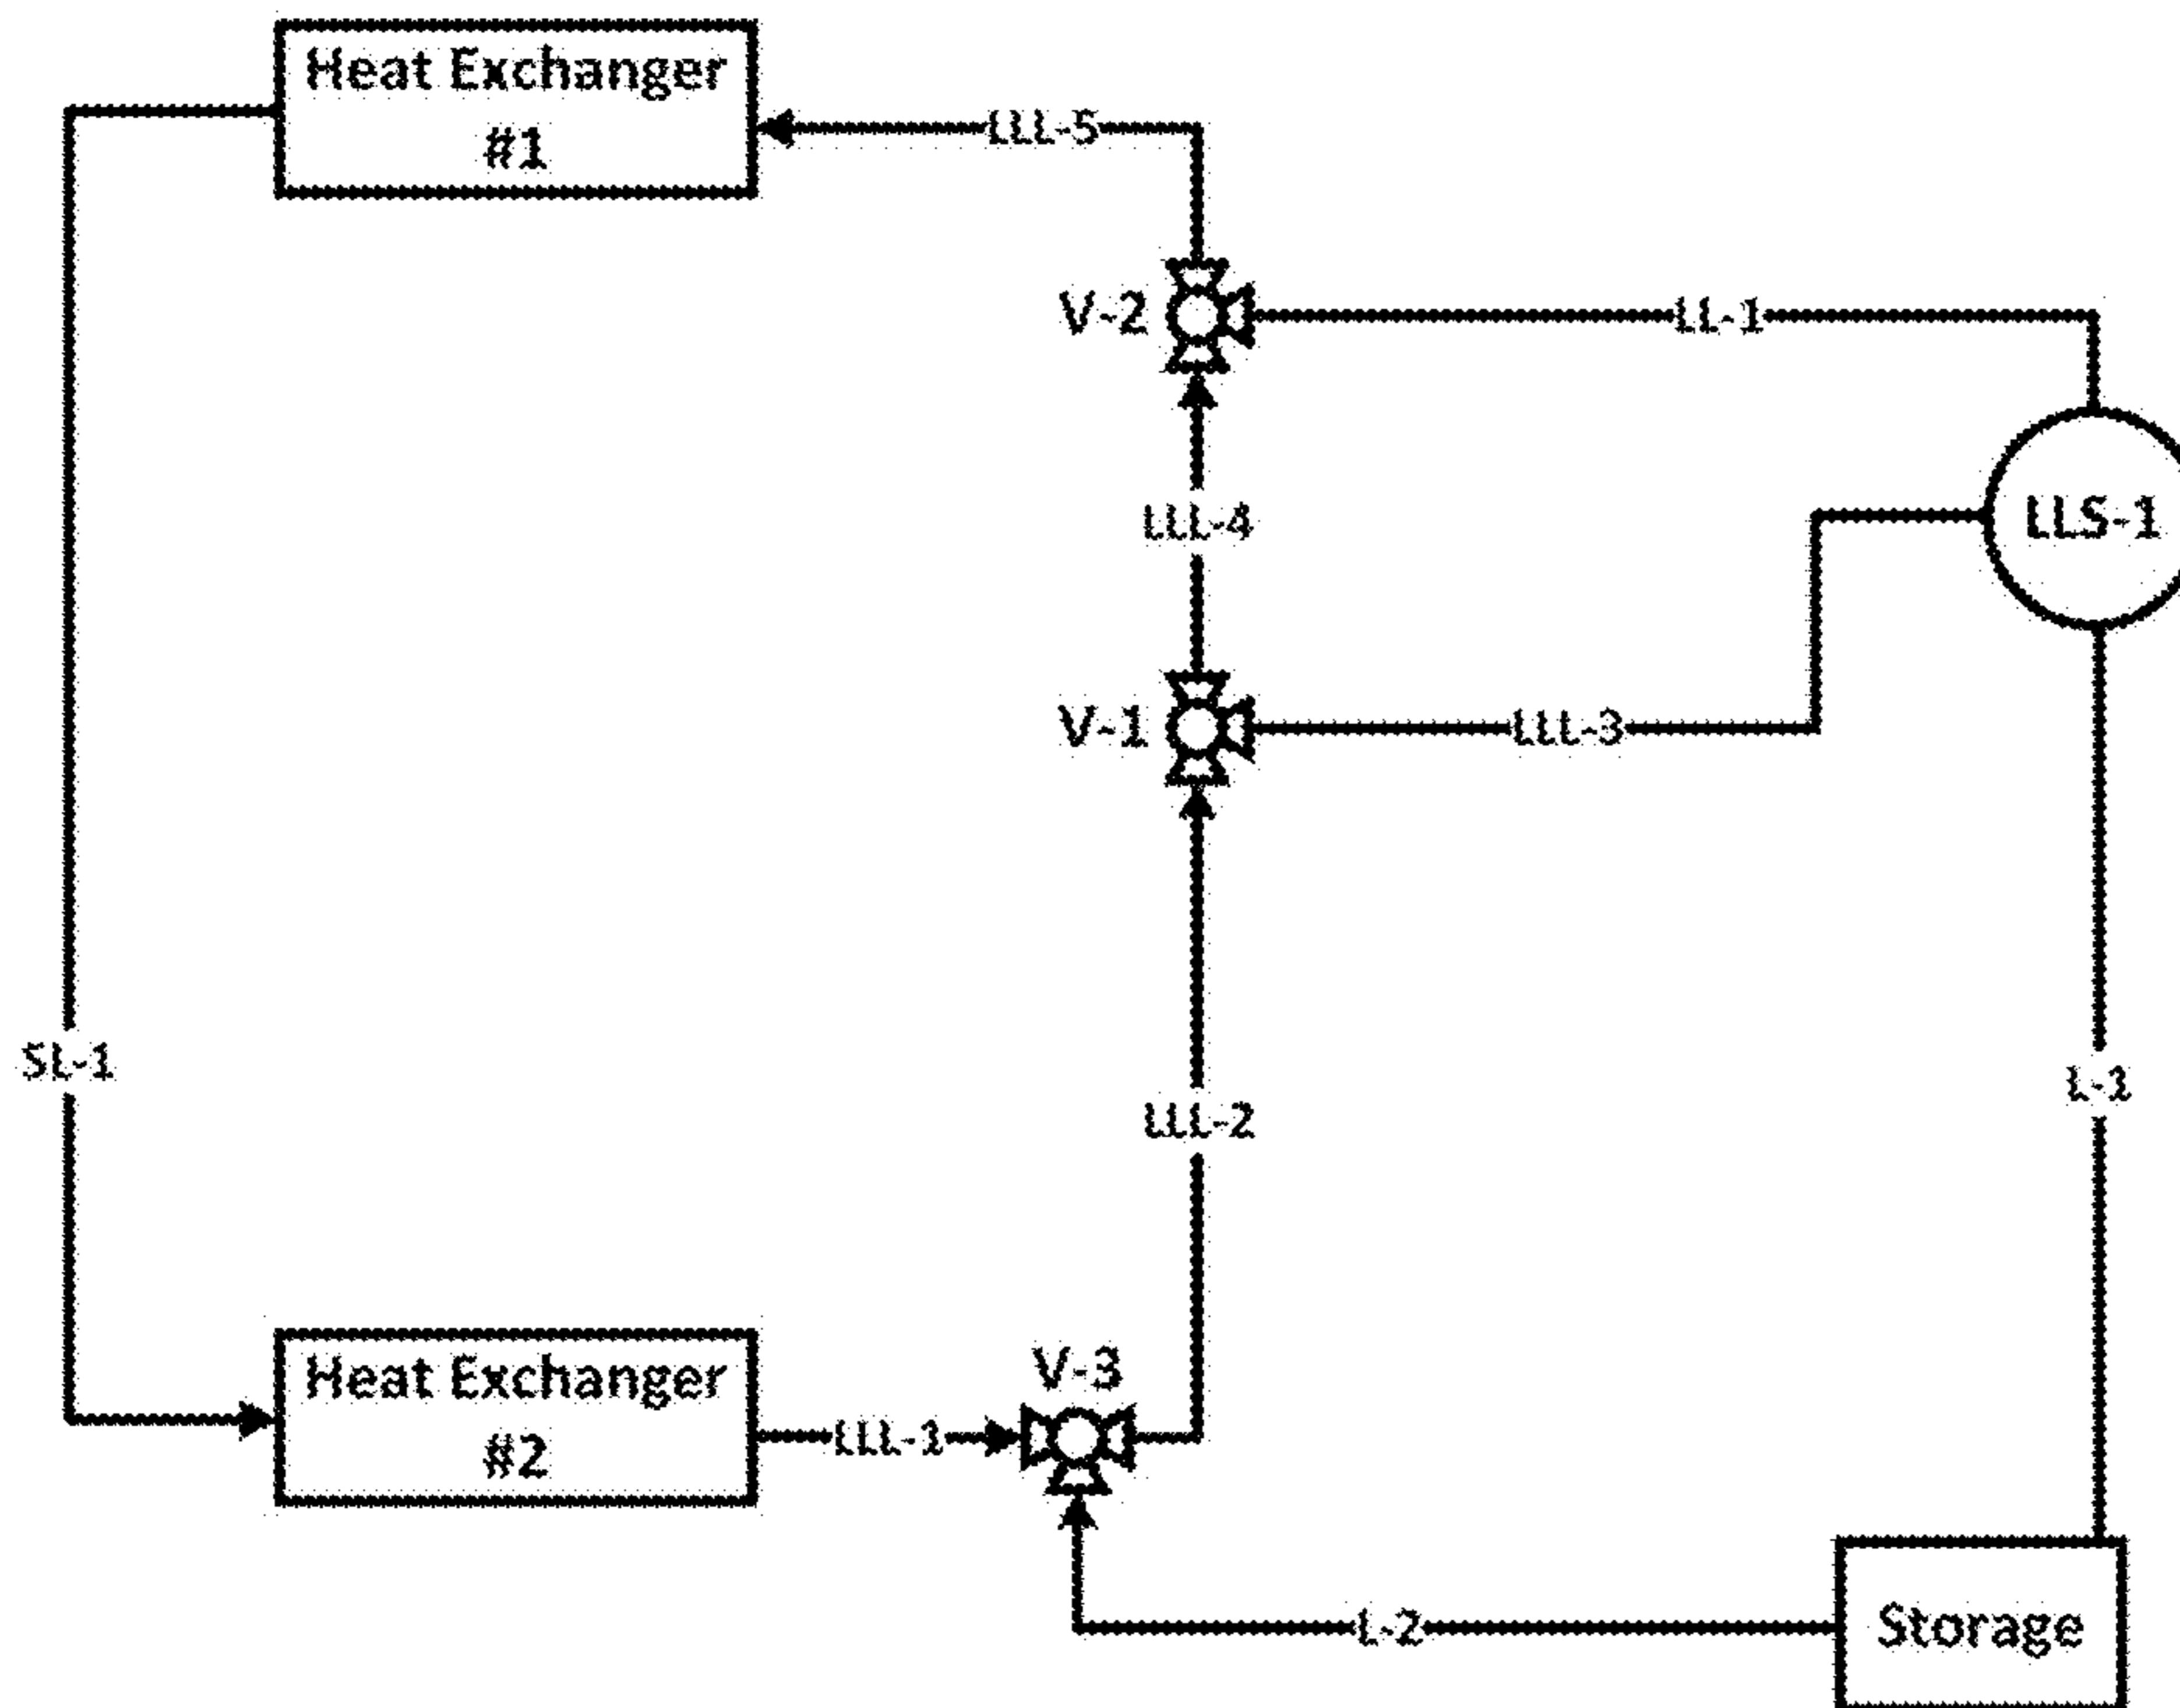 Heat Exchanger
#1
LLL-5
V-2
LL-1
LLL-4
LLS-1
V-1
LLL-3
SL-1
L-1
LLL-2
Heat Exchanger
#2
V-3
LLL-1
L-2
Storage